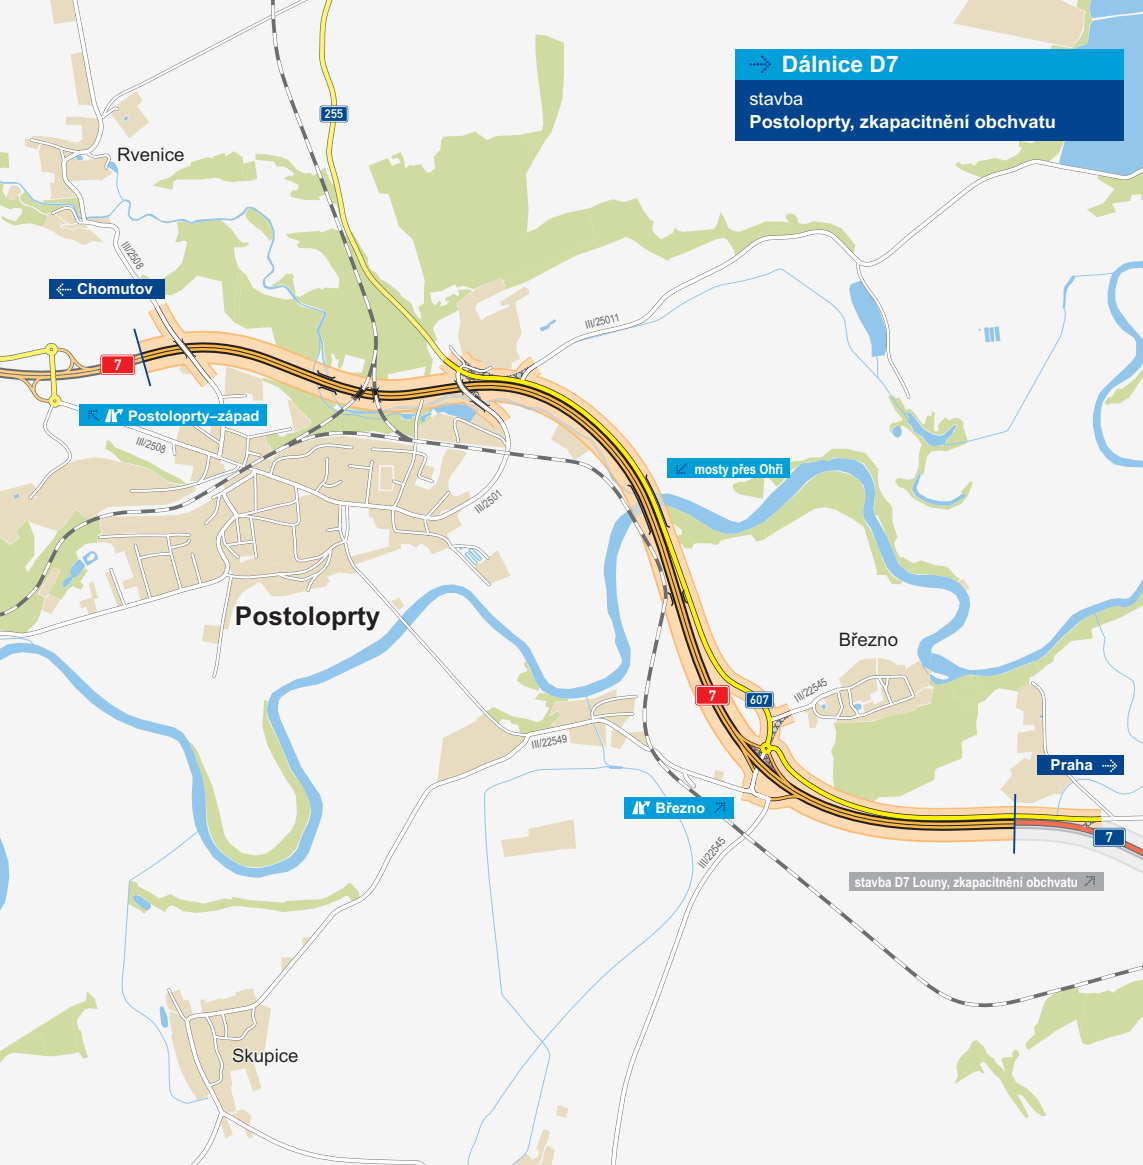 Dálnice D7
stavba
Postoloprty, zkapacitnění obchvatu
255
Rvenice
III/2508
Chomutov
III/25011
7
Postoloprty–západ
III/2508
mosty přes Ohři
III/2501
Postoloprty
Březno
7
607
III/22545
III/22549
Praha
Březno
7
III/22545
stavba D7 Louny, zkapacitnění obchvatu
Skupice